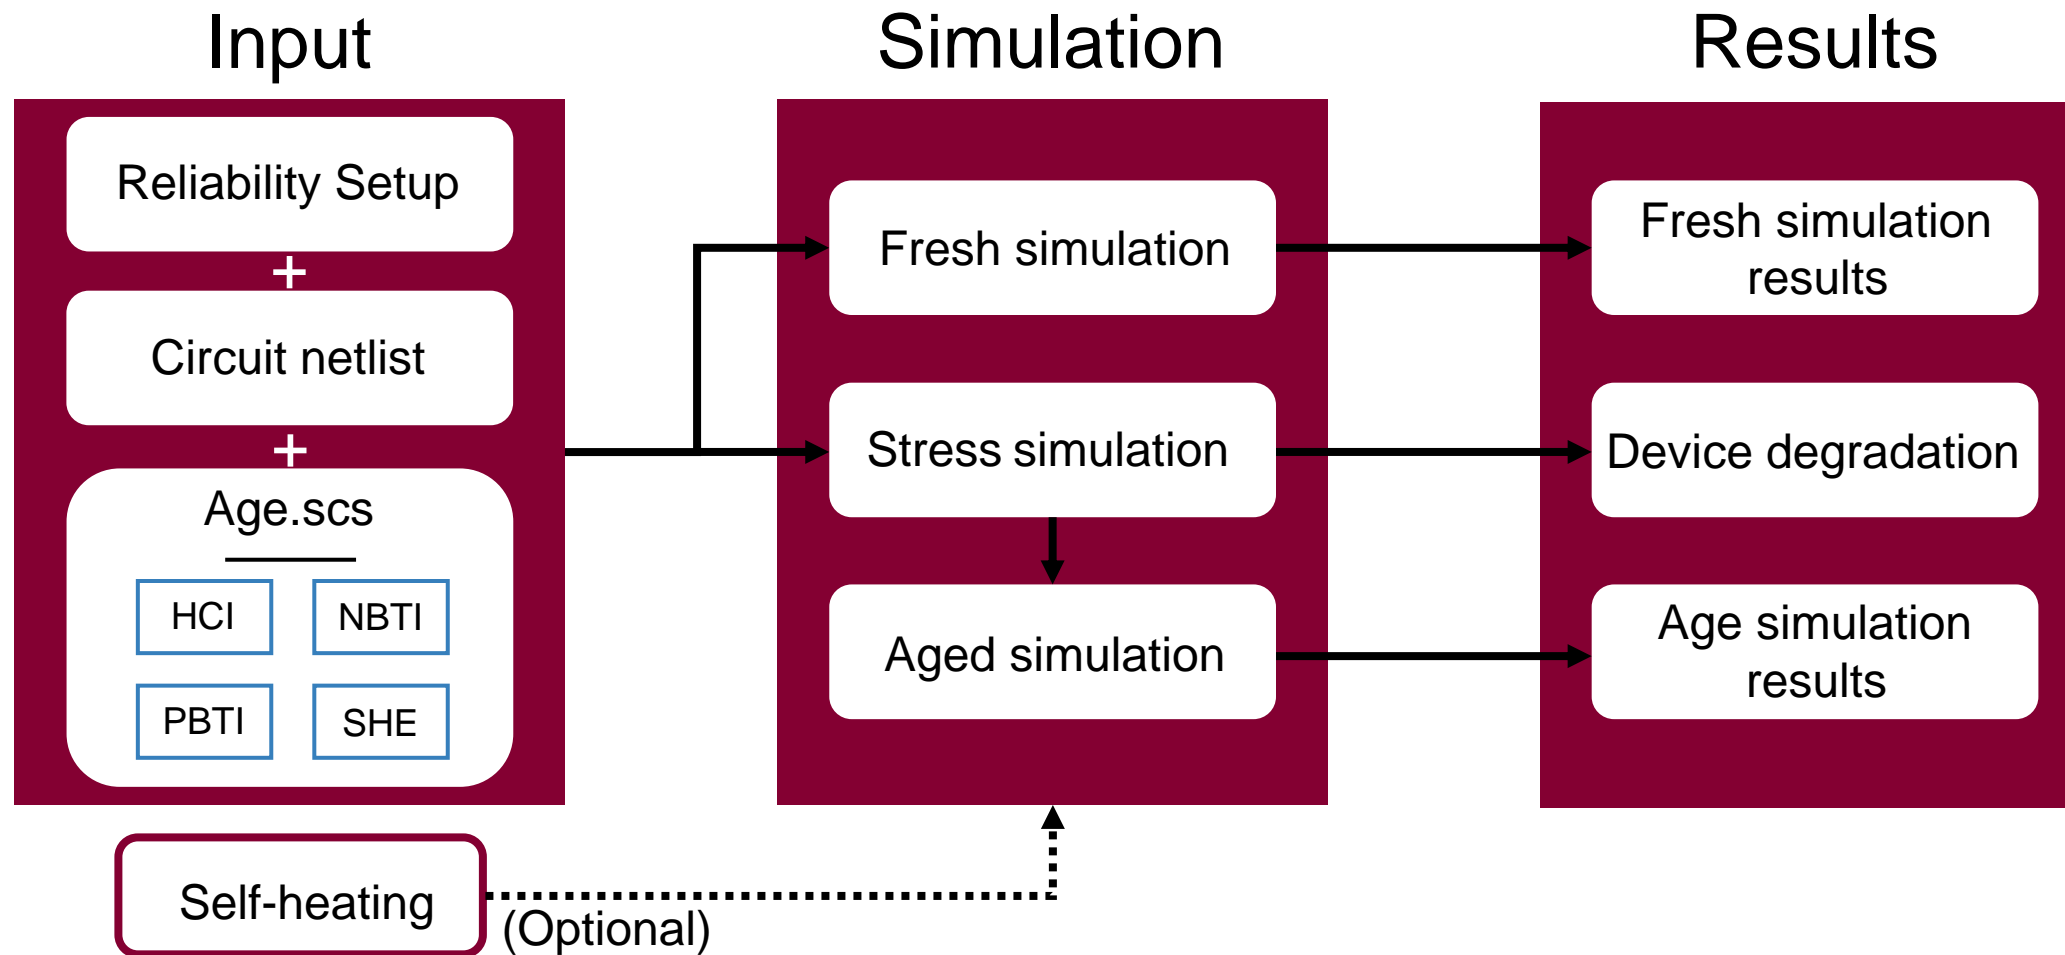 Input
Simulation
Results
Reliability Setup
+
Circuit netlist
+
Age.scs
HCI
NBTI
PBTI
SHE
Fresh simulation
Stress simulation
Aged simulation
Fresh simulation
results
Device degradation
Age simulation
results
Self-heating
(Optional)